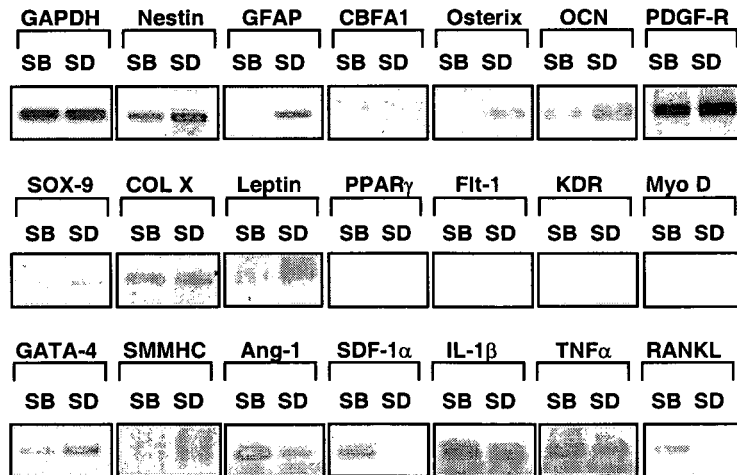 GAPDH Nestin GFAP CBFA1 Osterix OCN PDGF-R
SB SD SB SD SB SD SB SD SB SD SB SD SB SD
SOX-9 COL X Leptin PPARγ Flt-1 KDR Myo D
SB SD SB SD SB SD SB SD SB SD SB SD SB SD
GATA-4 SMMHC Ang-1 SDF-1α IL-1β TNFα RANKL
SB SD SB SD SB SD SB SD SB SD SB SD SB SD